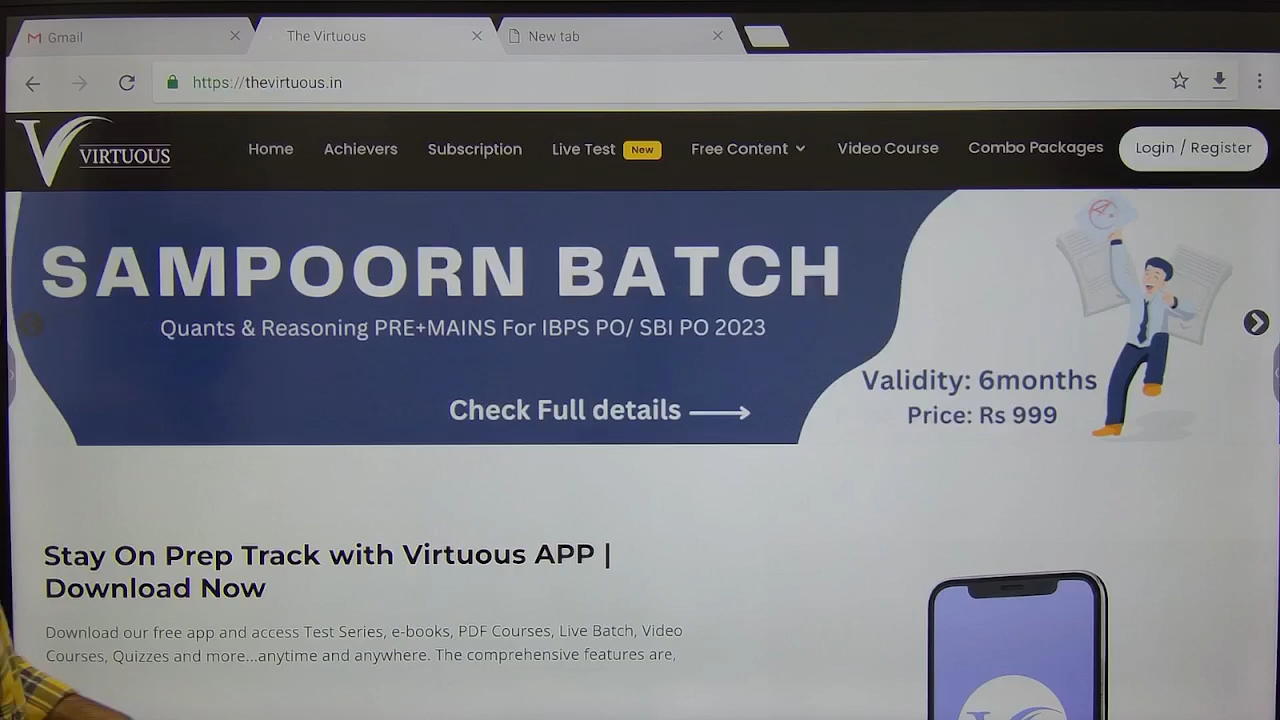 Gmail
The Virtuous
New tab
https://thevirtuous.in
VIRTUOUS
Home
Achievers
Subscription
Live Test New
Free Content
Video Course
Combo Packages
Login / Register
SAMPOORN BATCH
Quants & Reasoning PRE+MAINS For IBPS PO/ SBI PO 2023
Check Full details
Validity: 6months
Price: Rs 999
A+
Stay On Prep Track with Virtuous APP |
Download Now
Download our free app and access Test Series, e-books, PDF Courses, Live Batch, Video
Courses, Quizzes and more...anytime and anywhere. The comprehensive features are,